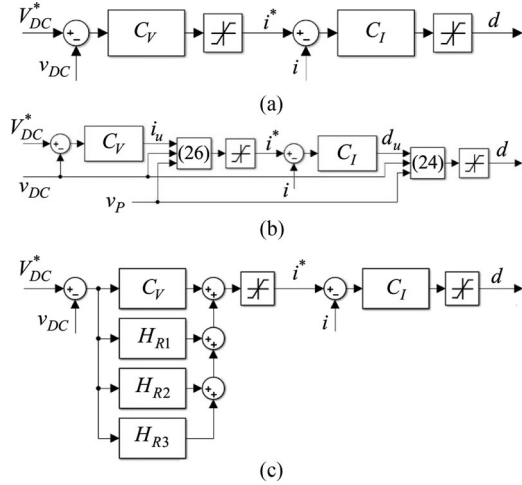 V*DC + - CV i* + - CI d
vDC i
(a)
V*DC + - CV iu (26) i* + - CI du (24) d
vDC i
vP
(b)
V*DC + - CV + + i* + - CI d
vDC HR1 + + i
HR2 + +
HR3
(c)